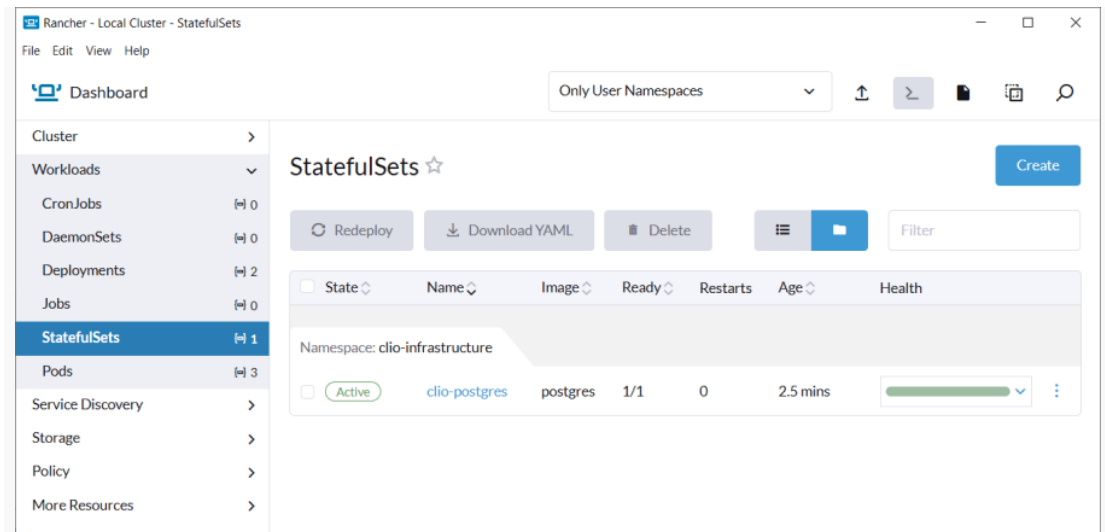 Rancher - Local Cluster - StatefulSets
File Edit View Help
Dashboard
Only User Namespaces
Cluster
Workloads
CronJobs 0
DaemonSets 0
Deployments 2
Jobs 0
StatefulSets 1
Pods 3
Service Discovery
Storage
Policy
More Resources
StatefulSets
Create
Redeploy Download YAML Delete Filter
State Name Image Ready Restarts Age Health
Namespace: clio-infrastructure
Active clio-postgres postgres 1/1 0 2.5 mins